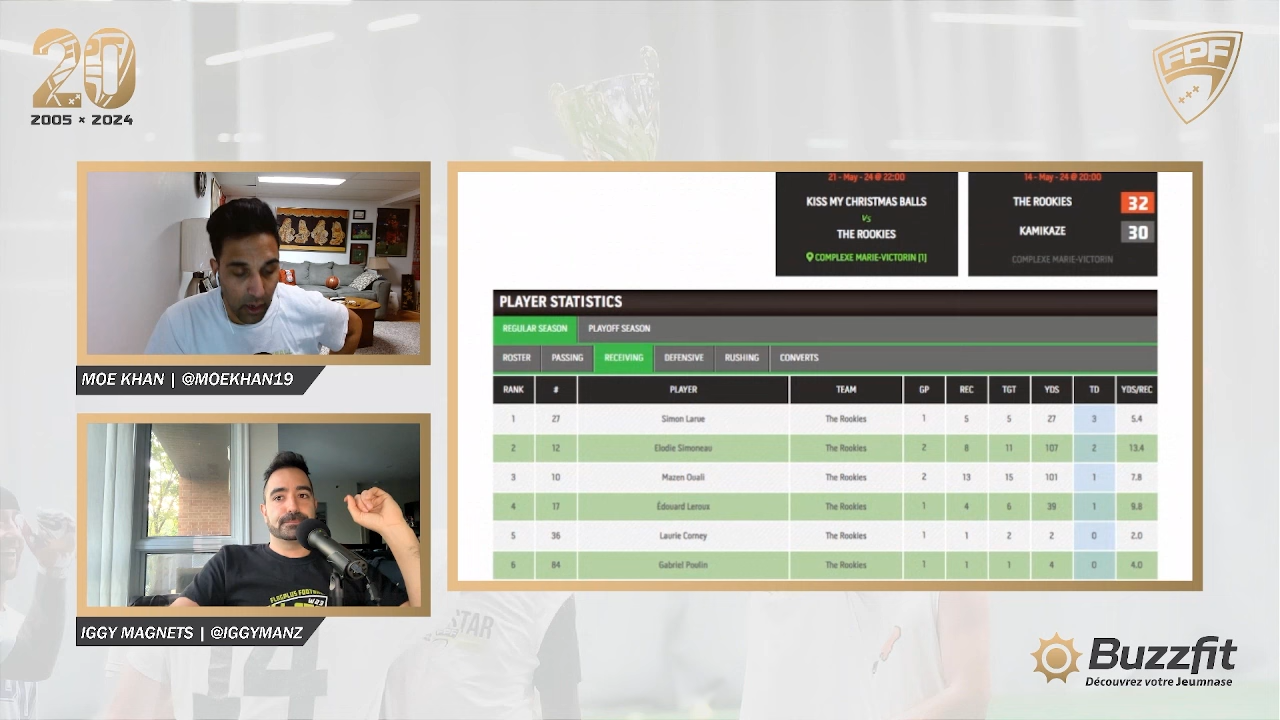 20
2005 × 2024
FPF
21 - May - 24 @ 22:00
KISS MY CHRISTMAS BALLS
Vs
THE ROOKIES
COMPLEXE MARIE-VICTORIN [1]
14 - May - 24 @ 20:00
THE ROOKIES 32
KAMIKAZE 30
COMPLEXE MARIE-VICTORIN
PLAYER STATISTICS
REGULAR SEASON PLAYOFF SEASON
ROSTER PASSING RECEIVING DEFENSIVE RUSHING CONVERTS
RANK # PLAYER TEAM GP REC TGT YDS TD YDS/REC
1 27 Simon Larue The Rookies 1 5 5 27 3 5.4
2 12 Elodie Simoneau The Rookies 2 8 11 107 2 13.4
3 10 Mazen Ouali The Rookies 2 13 15 101 1 7.8
4 17 Édouard Leroux The Rookies 1 4 6 39 1 9.8
5 36 Laurie Corney The Rookies 1 1 2 2 0 2.0
6 84 Gabriel Poulin The Rookies 1 1 1 4 0 4.0
MOE KHAN | @MOEKHAN19
FLAGPLUS FOOTBALL
W23
IGGY MAGNETS | @IGGYMANZ
STAR
14
Buzzfit
Découvrez votre Jeumnase